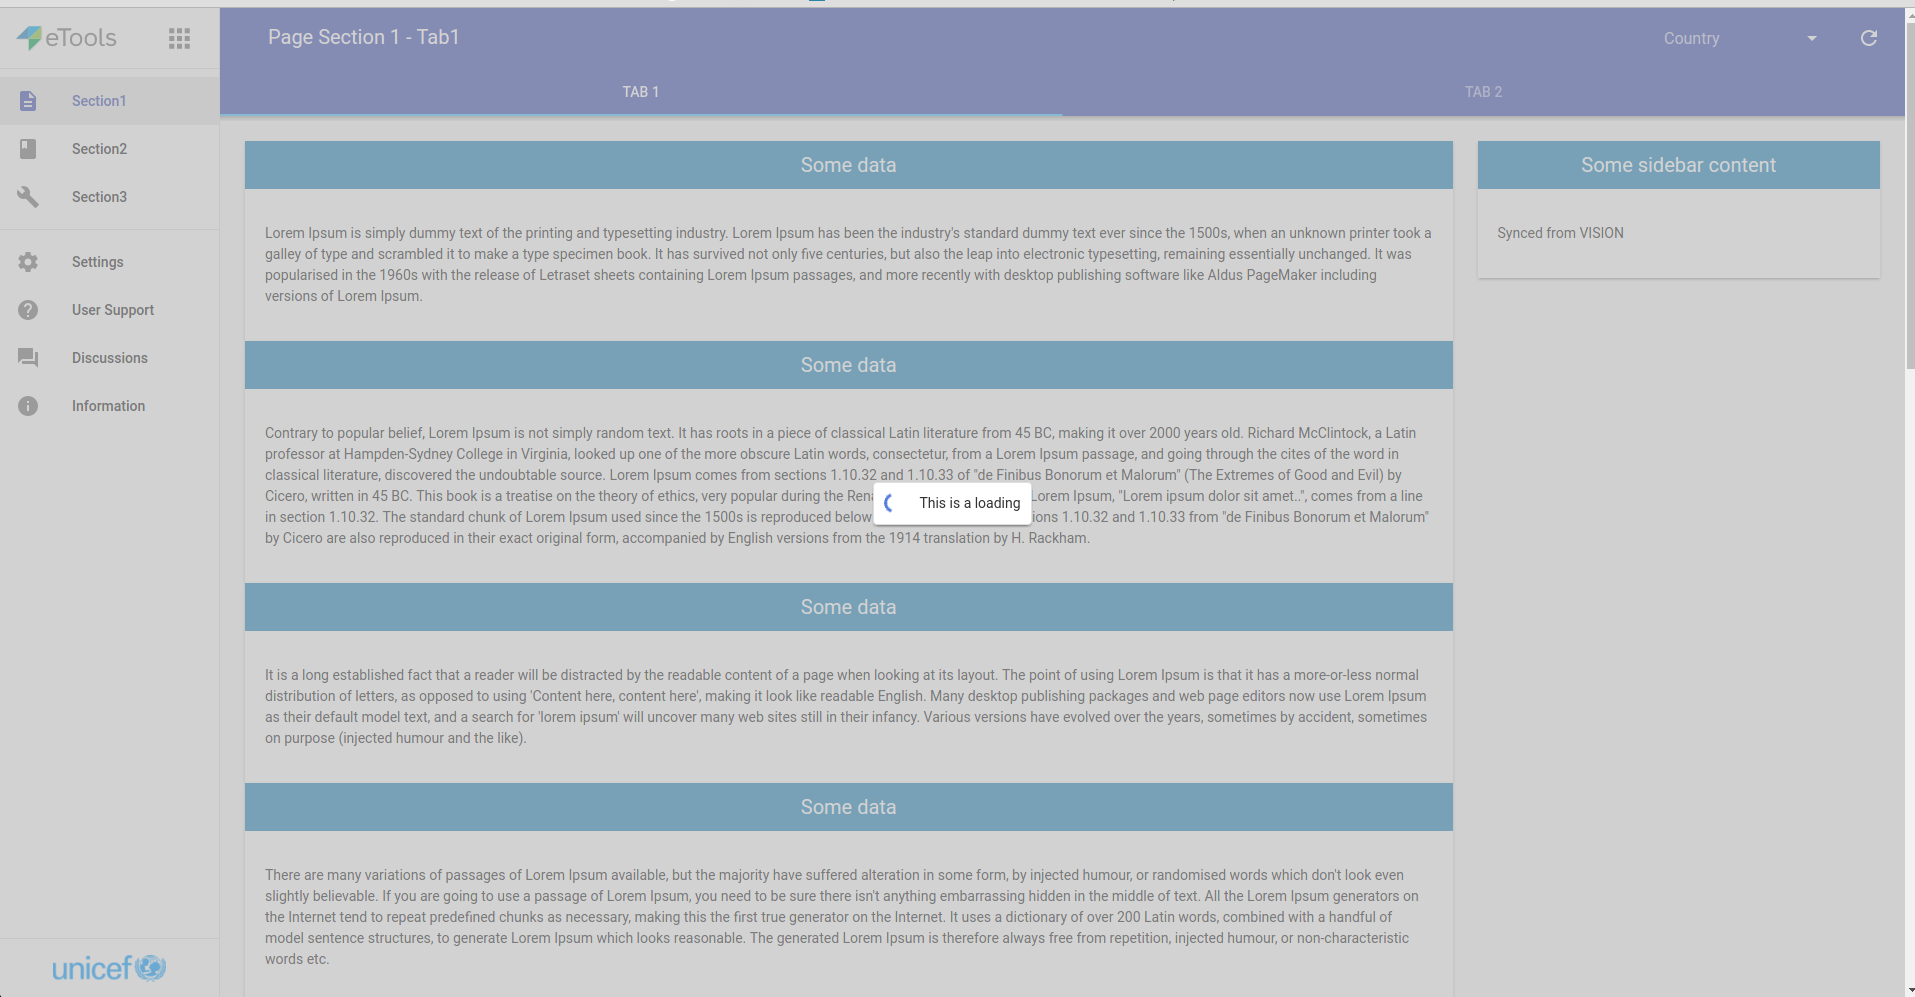 eTools
Page Section 1 - Tab1
Country
TAB 1
TAB 2
Section1
Section2
Section3
Settings
User Support
Discussions
Information
unicef
Some data
Lorem Ipsum is simply dummy text of the printing and typesetting industry. Lorem Ipsum has been the industry's standard dummy text ever since the 1500s, when an unknown printer took a
galley of type and scrambled it to make a type specimen book. It has survived not only five centuries, but also the leap into electronic typesetting, remaining essentially unchanged. It was
popularised in the 1960s with the release of Letraset sheets containing Lorem Ipsum passages, and more recently with desktop publishing software like Aldus PageMaker including
versions of Lorem Ipsum.
Some data
Contrary to popular belief, Lorem Ipsum is not simply random text. It has roots in a piece of classical Latin literature from 45 BC, making it over 2000 years old. Richard McClintock, a Latin
professor at Hampden-Sydney College in Virginia, looked up one of the more obscure Latin words, consectetur, from a Lorem Ipsum passage, and going through the cites of the word in
classical literature, discovered the undoubtable source. Lorem Ipsum comes from sections 1.10.32 and 1.10.33 of "de Finibus Bonorum et Malorum" (The Extremes of Good and Evil) by
Cicero, written in 45 BC. This book is a treatise on the theory of ethics, very popular during the Lorem Ipsum, "Lorem ipsum dolor sit amet..", comes from a line
in section 1.10.32. The standard chunk of Lorem Ipsum used since the 1500s is reproduced below 1.10.32 and 1.10.33 from "de Finibus Bonorum et Malorum"
by Cicero are also reproduced in their exact original form, accompanied by English versions from the 1914 translation by H. Rackham.
This is a loading
Some data
It is a long established fact that a reader will be distracted by the readable content of a page when looking at its layout. The point of using Lorem Ipsum is that it has a more-or-less normal
distribution of letters, as opposed to using 'Content here, content here', making it look like readable English. Many desktop publishing packages and web page editors now use Lorem Ipsum
as their default model text, and a search for 'lorem ipsum' will uncover many web sites still in their infancy. Various versions have evolved over the years, sometimes by accident, sometimes
on purpose (injected humour and the like).
Some data
There are many variations of passages of Lorem Ipsum available, but the majority have suffered alteration in some form, by injected humour, or randomised words which don't look even
slightly believable. If you are going to use a passage of Lorem Ipsum, you need to be sure there isn't anything embarrassing hidden in the middle of text. All the Lorem Ipsum generators on
the Internet tend to repeat predefined chunks as necessary, making this the first true generator on the Internet. It uses a dictionary of over 200 Latin words, combined with a handful of
model sentence structures, to generate Lorem Ipsum which looks reasonable. The generated Lorem Ipsum is therefore always free from repetition, injected humour, or non-characteristic
words etc.
Some sidebar content
Synced from VISION